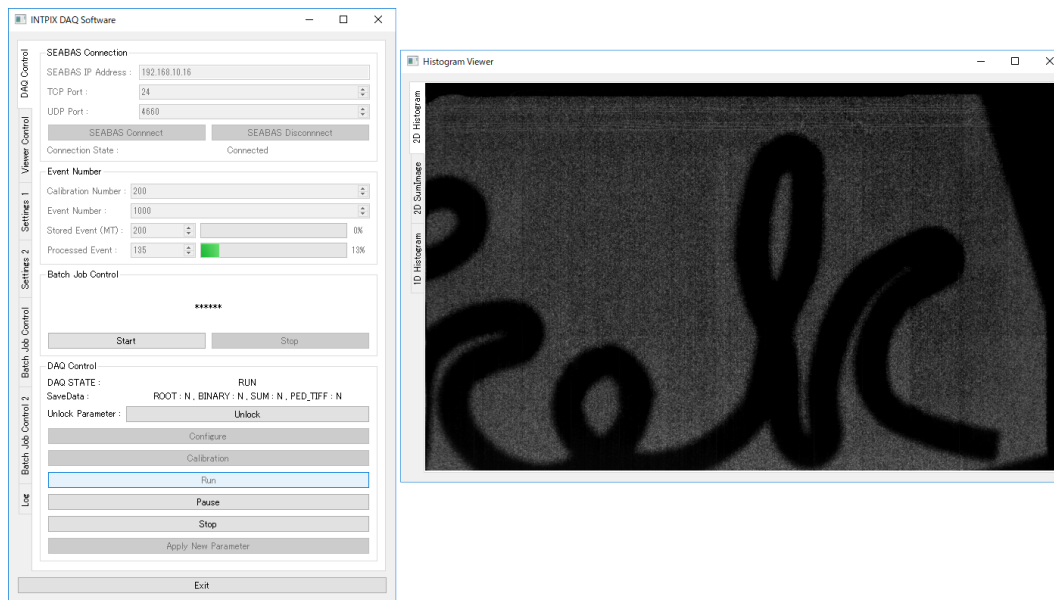 INTPIX DAQ Software
DAQ Control
Viewer Control
Settings 1
Settings 2
Batch Job Control
Batch Job Control 2
Log
SEABAS Connection
SEABAS IP Address : 192.168.10.16
TCP Port : 24
UDP Port : 4660
SEABAS Connnect SEABAS Disconnnect
Connection State : Connected
Event Number
Calibration Number : 200
Event Number : 1000
Stored Event (MT) : 200 0%
Processed Event : 135 13%
Batch Job Control
******
Start Stop
DAQ Control
DAQ STATE : RUN
SaveData : ROOT : N , BINARY : N , SUM : N , PED_TIFF : N
Unlock Parameter : Unlock
Configure
Calibration
Run
Pause
Stop
Apply New Parameter
Exit
Histogram Viewer
2D Histogram
2D SumImage
1D Histogram